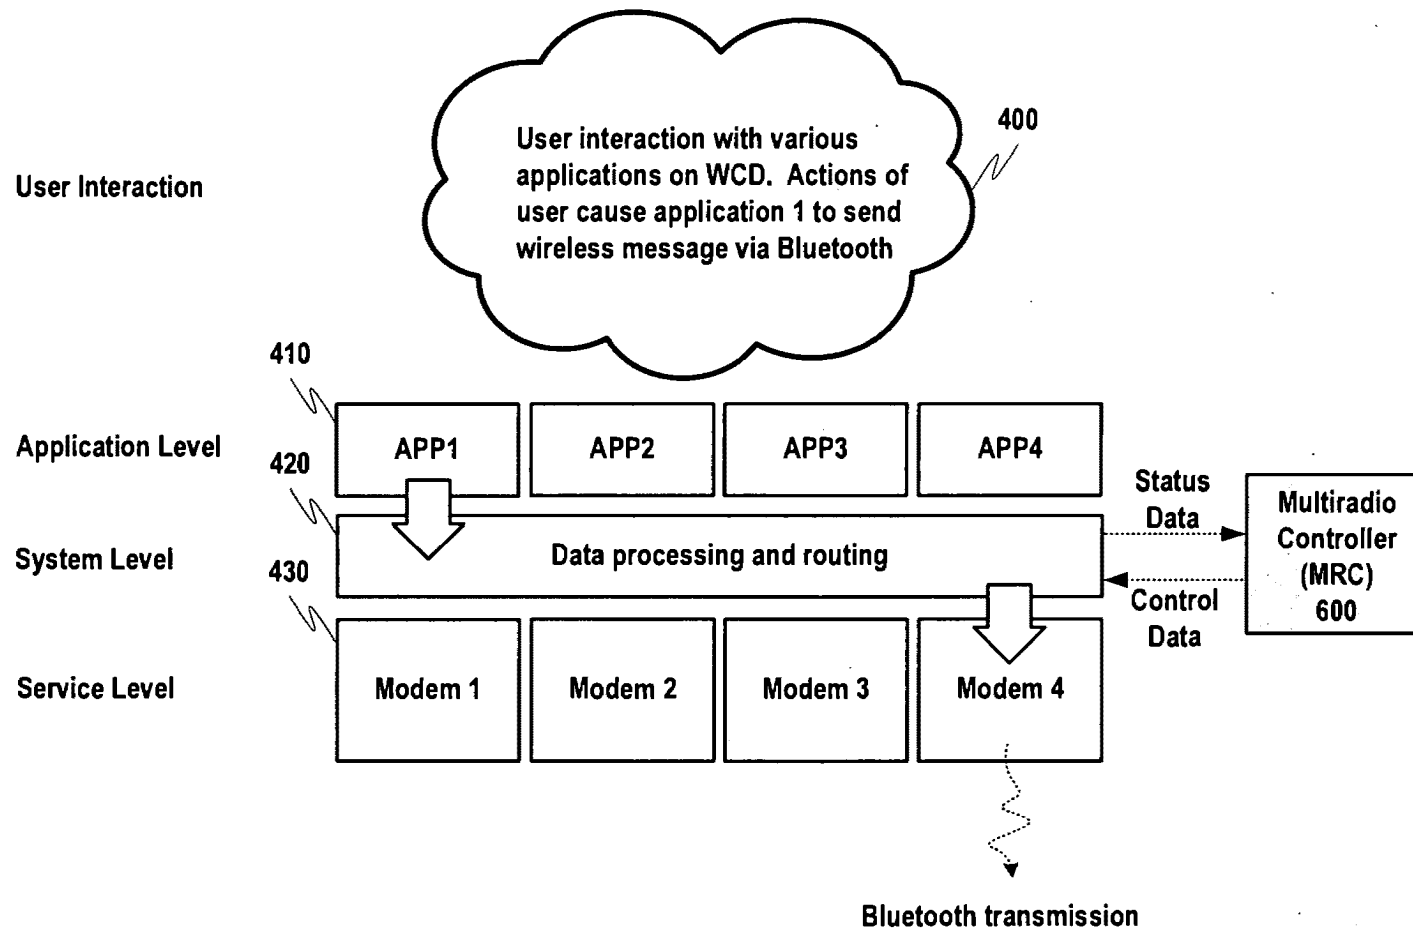 User interaction with various
applications on WCD. Actions of
user cause application 1 to send
wireless message via Bluetooth
400
User Interaction
410
Application Level
APP1
APP2
APP3
APP4
420
Status
Data
Multiradio
Controller
(MRC)
600
System Level
Data processing and routing
430
Control
Data
Service Level
Modem 1
Modem 2
Modem 3
Modem 4
Bluetooth transmission